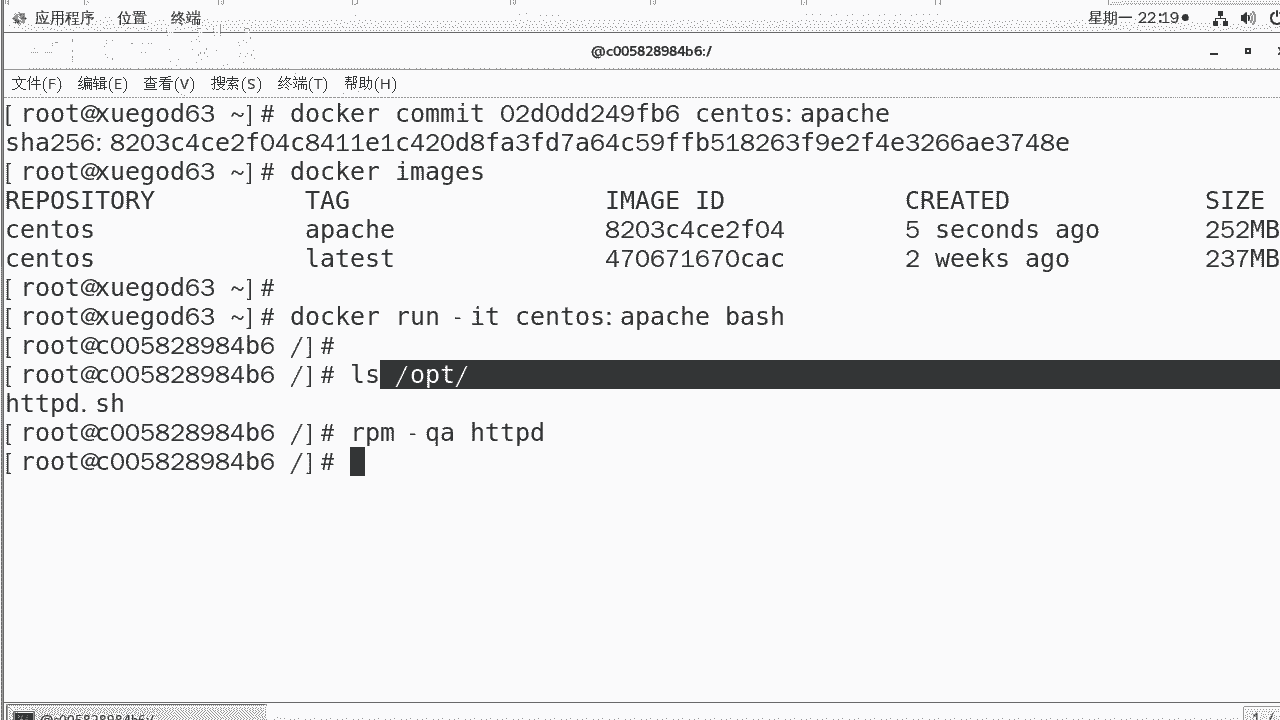 应用程序 位置 终端 星期一 22:19
@c005828984b6:/
文件(F) 编辑(E) 查看(V) 搜索(S) 终端(T) 帮助(H)
[root@xuegod63 ~]# docker commit 02d0dd249fb6 centos:apache
sha256:8203c4ce2f04c8411e1c420d8fa3fd7a64c59ffb518263f9e2f4e3266ae3748e
[root@xuegod63 ~]# docker images
REPOSITORY TAG IMAGE ID CREATED SIZE
centos apache 8203c4ce2f04 5 seconds ago 252MB
centos latest 470671670cac 2 weeks ago 237MB
[root@xuegod63 ~]#
[root@xuegod63 ~]# docker run -it centos:apache bash
[root@c005828984b6 /]#
[root@c005828984b6 /]# ls /opt/
httpd.sh
[root@c005828984b6 /]# rpm -qa httpd
[root@c005828984b6 /]#
@c005828984b6:/